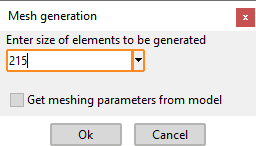 Mesh generation
Enter size of elements to be generated
215
Get meshing parameters from model
Ok Cancel